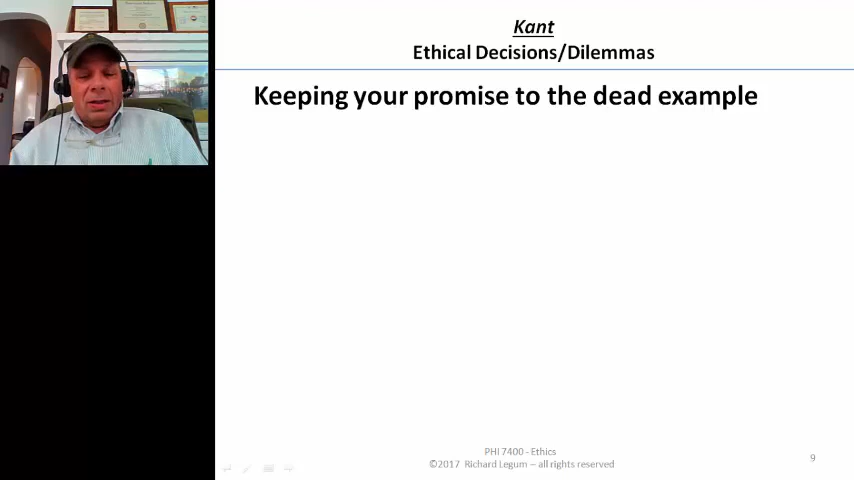 Kant
Ethical Decisions/Dilemmas
Keeping your promise to the dead example
PHI 7400 - Ethics
©2017 Richard Legum – all rights reserved
9